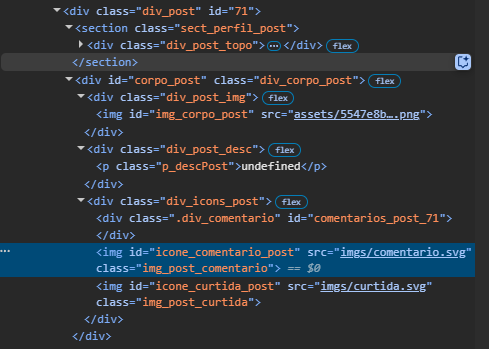 <div class="div_post" id="71">
<section class="sect_perfil_post">
<div class="div_post_topo"> ⋯ </div> flex
</section>
<div id="corpo_post" class="div_corpo_post"> flex
<div class="div_post_img"> flex
<img id="img_corpo_post" src="assets/5547e8b….png">
</div>
<div class="div_post_desc"> flex
<p class="p_descPost">undefined</p>
</div>
<div class="div_icons_post"> flex
<div class=".div_comentario" id="comentarios_post_71">
</div>
<img id="icone_comentario_post" src="imgs/comentario.svg"
class="img_post_comentario"> == $0
<img id="icone_curtida_post" src="imgs/curtida.svg"
class="img_post_curtida">
</div>
</div>